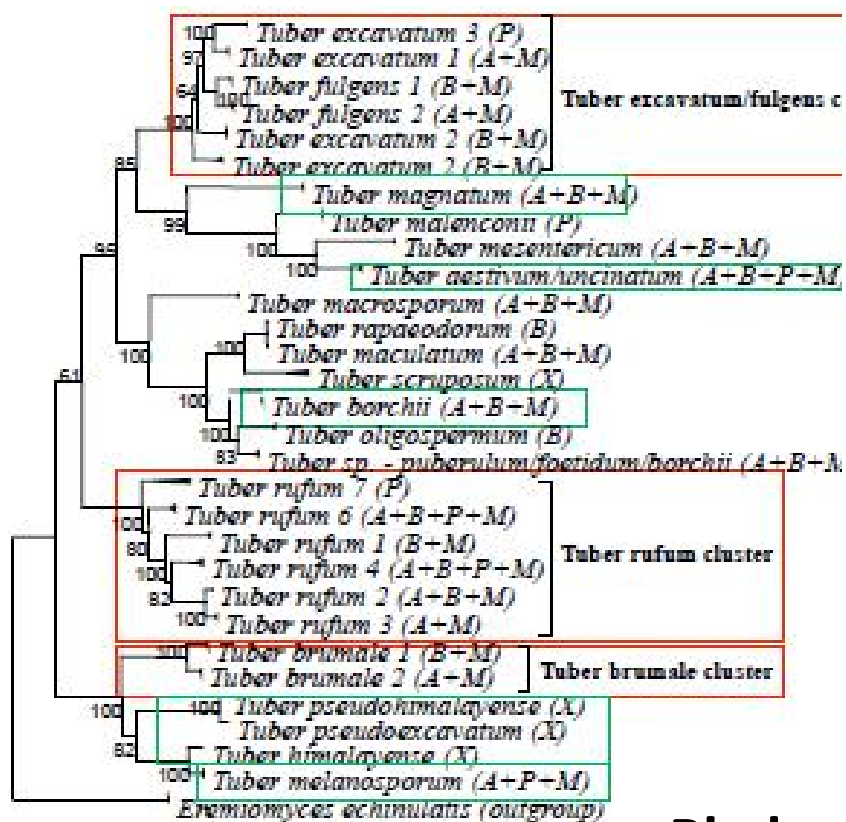 100 Tuber excavatum 3 (P)
97 Tuber excavatum 1 (A+M)
64 Tuber fulgens 1 (B+M)
100 Tuber fulgens 2 (A+M)
Tuber excavatum/fulgens c
100 Tuber excavatum 2 (B+M)
85 Tuber excavatum 2 (B+M)
Tuber magnatum (A+B+M)
99 Tuber malenconii (P)
100 Tuber mesentericum (A+B+M)
100 Tuber aestivum/uncinatum (A+B+P+M)
Tuber macrosporum (A+B+M)
Tuber rapaeodorum (B)
100 100 Tuber maculatum (A+B+M)
61 Tuber scruposum (X)
100 Tuber borchii (A+B+M)
100 Tuber oligospermum (B)
83 Tuber sp. - puberulum/foetidum/borchii (A+B+M
Tuber rufum 7 (P)
100 Tuber rufum 6 (A+B+P+M)
80 Tuber rufum 1 (B+M)
Tuber rufum cluster
100 Tuber rufum 4 (A+B+P+M)
82 Tuber rufum 2 (A+B+M)
100 Tuber rufum 3 (A+M)
100 Tuber brumale 1 (B+M)
Tuber brumale cluster
Tuber brumale 2 (A+M)
100 100 Tuber pseudohimalayense (X)
Tuber pseudoexcavatum (X)
82 Tuber himalayense (X)
100 Tuber melanosporum (A+P+M)
Eremiomyces echinulatis (outgroup)